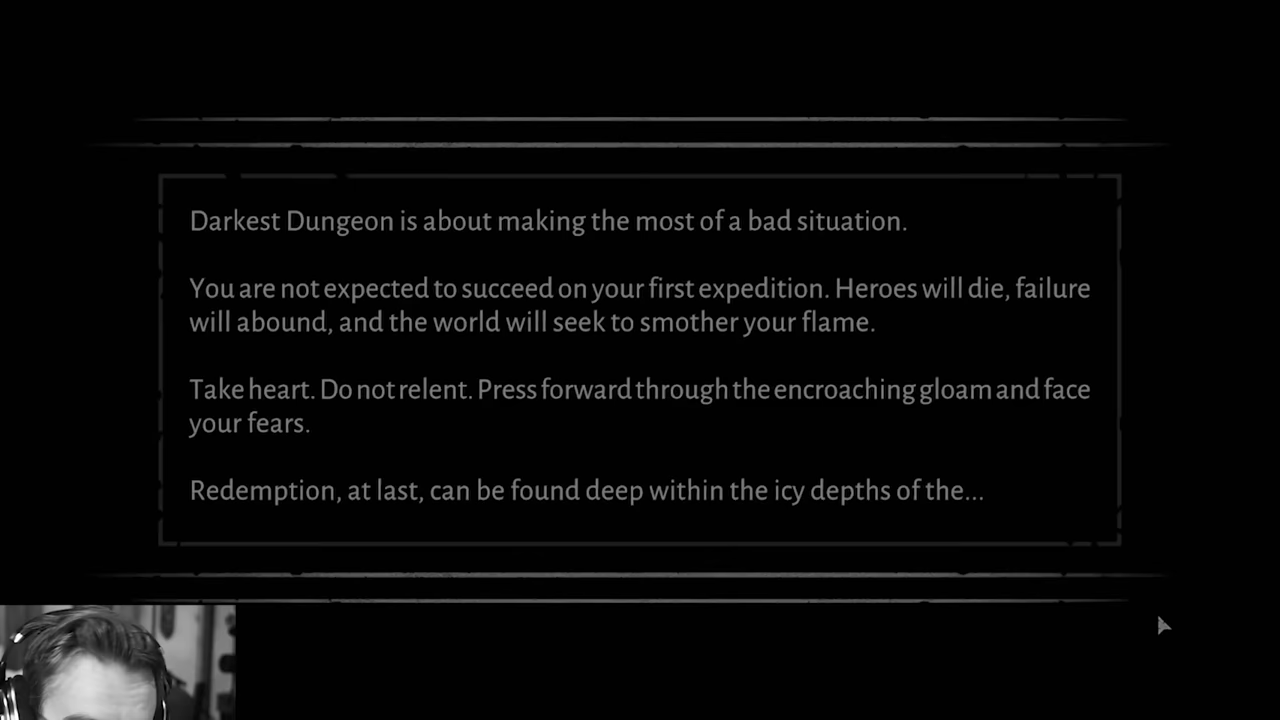 Darkest Dungeon is about making the most of a bad situation.
You are not expected to succeed on your first expedition. Heroes will die, failure
will abound, and the world will seek to smother your flame.
Take heart. Do not relent. Press forward through the encroaching gloam and face
your fears.
Redemption, at last, can be found deep within the icy depths of the...